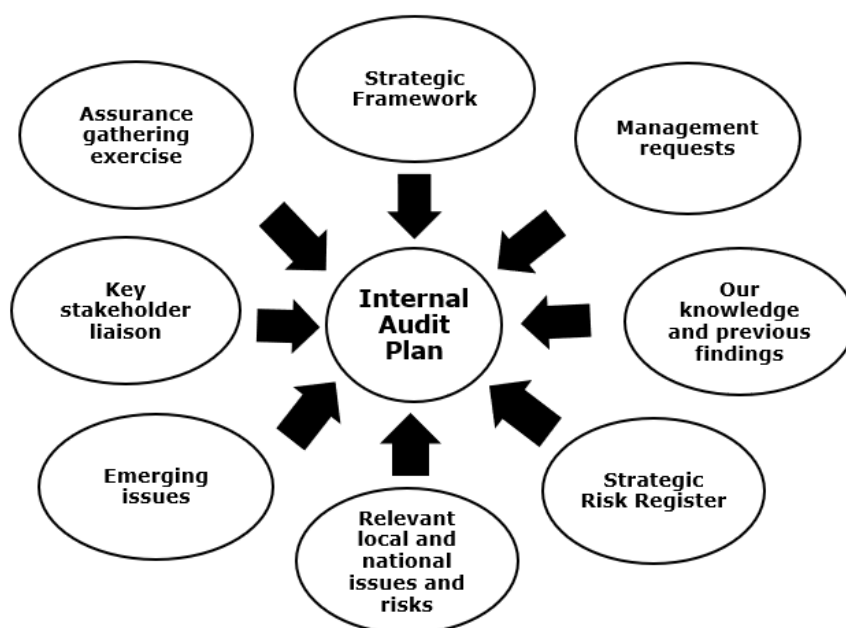 Strategic
Framework
Assurance
gathering
exercise
Management
requests
Key
stakeholder
liaison
Internal
Audit
Plan
Our
knowledge
and previous
findings
Emerging
issues
Strategic
Risk Register
Relevant
local and
national
issues and
risks